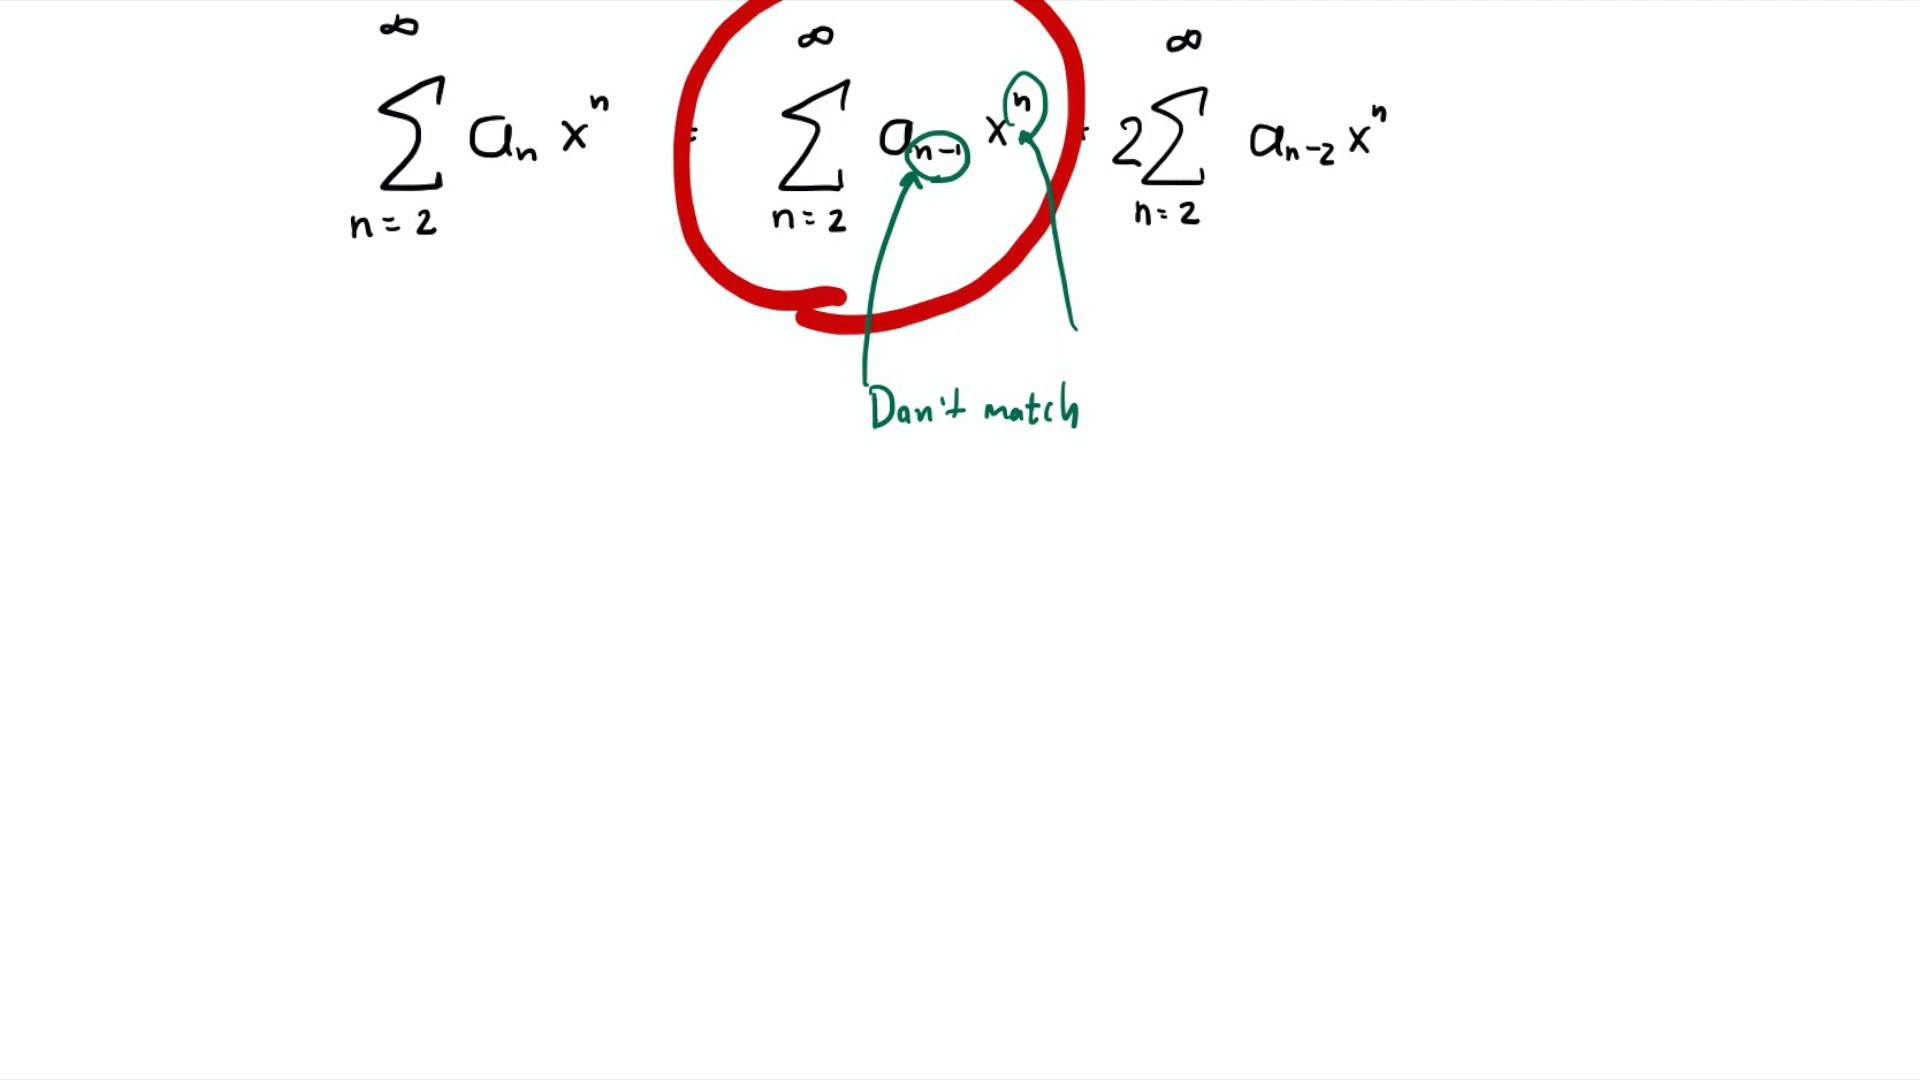 ∞ ∞ ∞
∑ aₙ xⁿ = ∑ aₙ₋₁ xⁿ + 2∑ aₙ₋₂ xⁿ
n = 2 n = 2 n = 2
Don't match